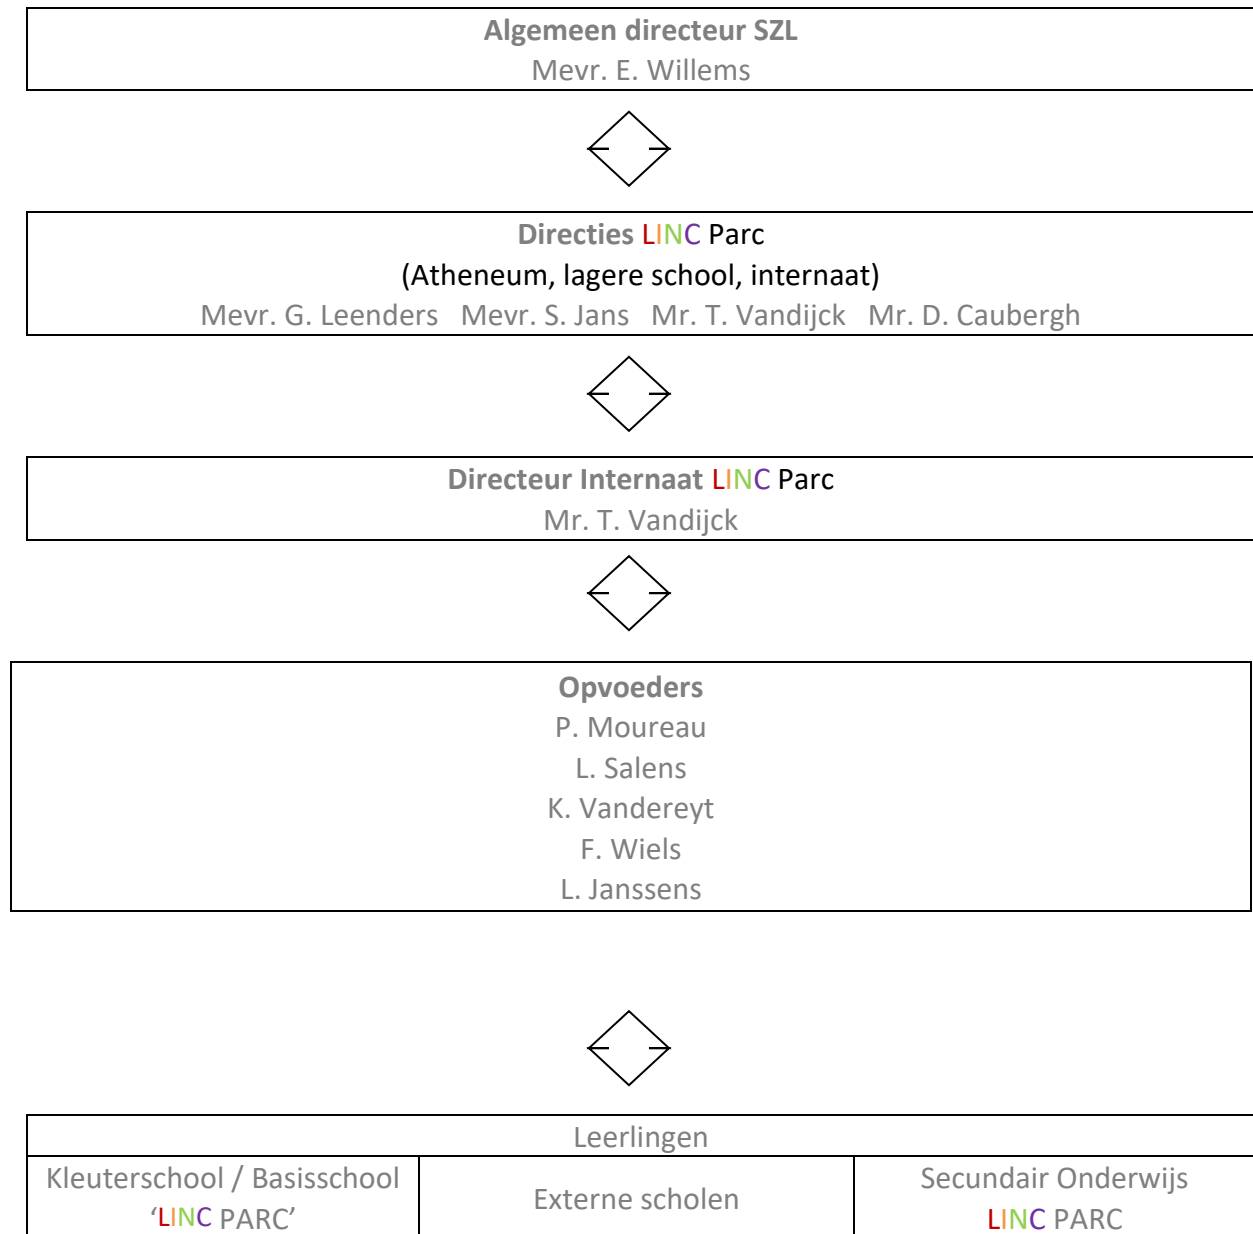 Algemeen directeur SZL
Mevr. E. Willems
Directies LINC Parc
(Atheneum, lagere school, internaat)
Mevr. G. Leenders Mevr. S. Jans Mr. T. Vandijck Mr. D. Caubergh
Directeur Internaat LINC Parc
Mr. T. Vandijck
Opvoeders
P. Moureau
L. Salens
K. Vandereyt
F. Wiels
L. Janssens
Leerlingen
Kleuterschool / Basisschool
‘LINC PARC’
Externe scholen
Secundair Onderwijs
LINC PARC